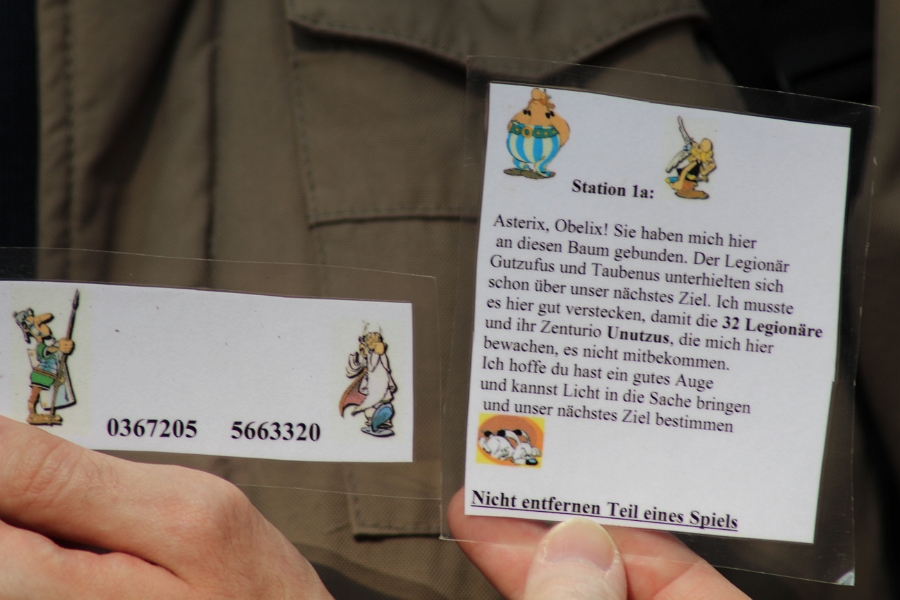 0367205 5663320
Station 1a:
Asterix, Obelix! Sie haben mich hier
an diesen Baum gebunden. Der Legionär
Gutzufus und Taubenus unterhielten sich
schon über unser nächstes Ziel. Ich musste
es hier gut verstecken, damit die 32 Legionäre
und ihr Zenturio Unutzus, die mich hier
bewachen, es nicht mitbekommen.
Ich hoffe du hast ein gutes Auge
und kannst Licht in die Sache bringen
und unser nächstes Ziel bestimmen
Nicht entfernen Teil eines Spiels